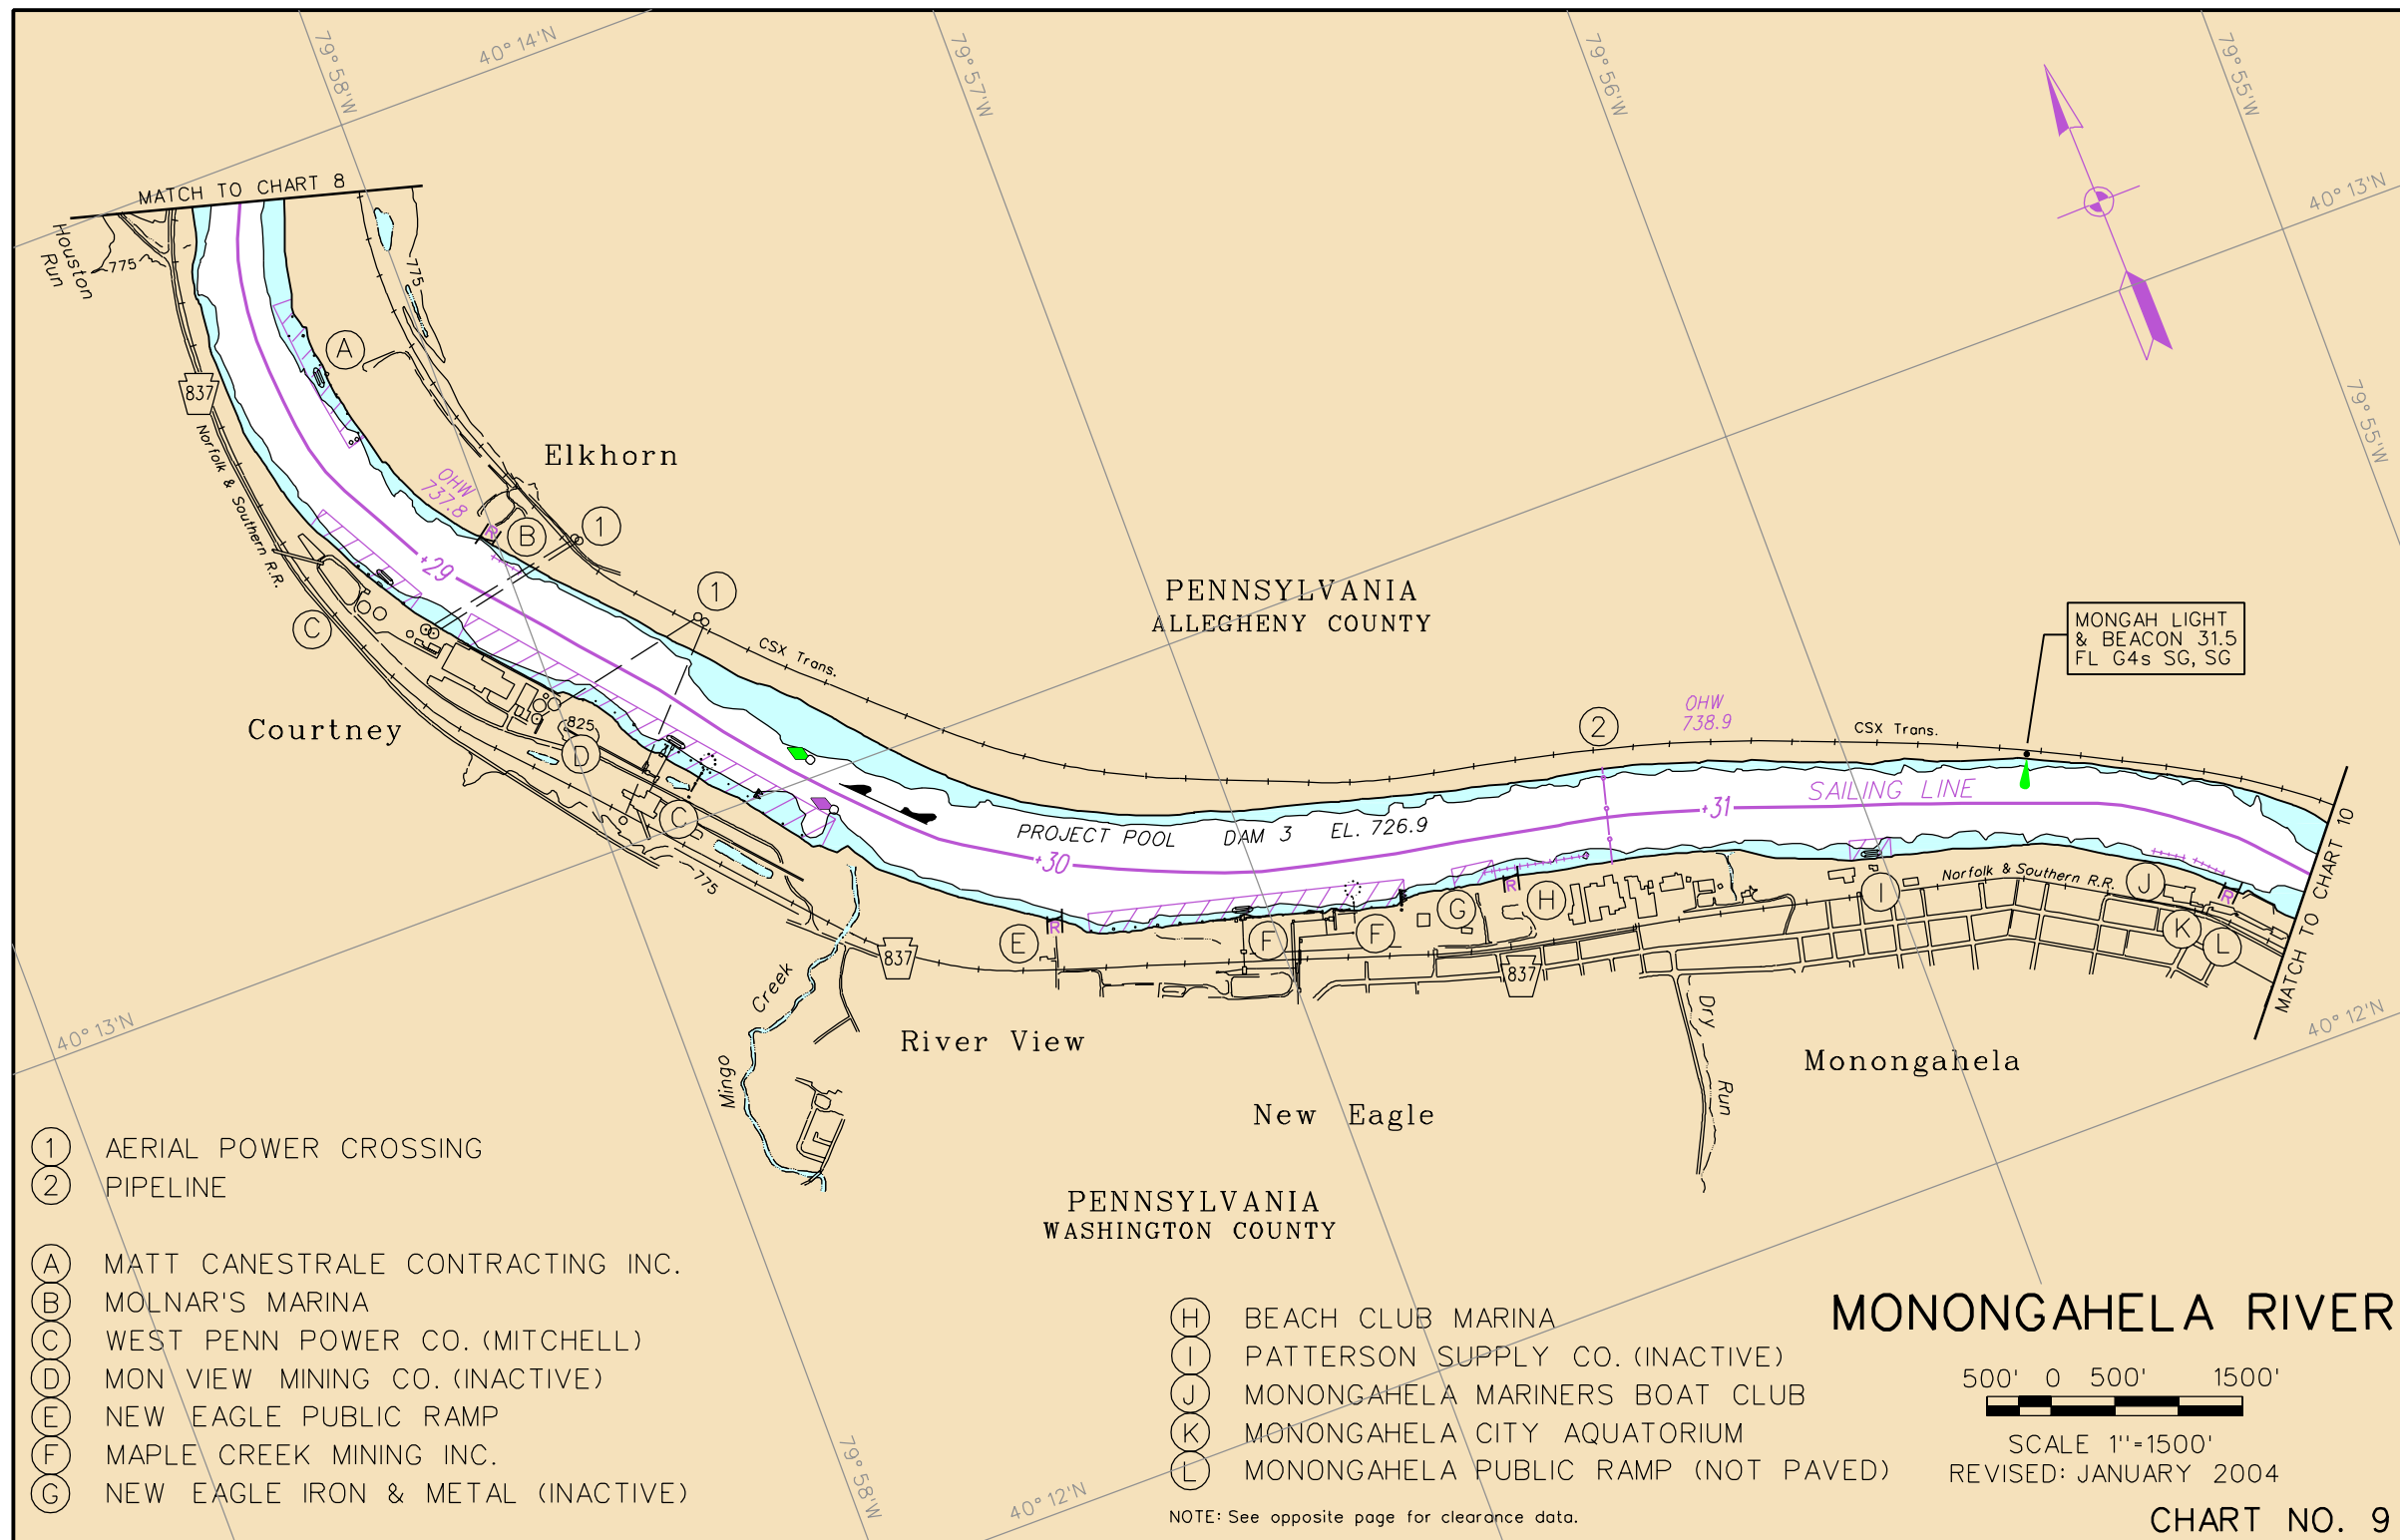 79° 58'W
40° 14'N
79° 57'W
79° 56'W
79° 55'W
40° 13'N
MATCH TO CHART 8
Houston
Run
775
775
A
837
Norfolk & Southern R.R.
Elkhorn
OHW
737.8
R
B
1
+29
1
C
CSX Trans.
PENNSYLVANIA
ALLEGHENY COUNTY
MONGAH LIGHT
& BEACON 31.5
FL G4s SG, SG
79° 55'W
Courtney
825
D
C
775
2
OHW
738.9
CSX Trans.
SAILING LINE
+31
PROJECT POOL DAM 3 EL. 726.9
+30
MATCH TO CHART 10
R
E
F
F
G
R
H
I
Norfolk & Southern R.R.
J
R
K
L
837
837
Mingo Creek
River View
Dry Run
Monongahela
New Eagle
40° 13'N
40° 12'N
PENNSYLVANIA
WASHINGTON COUNTY
1 AERIAL POWER CROSSING
2 PIPELINE
A MATT CANESTRALE CONTRACTING INC.
B MOLNAR'S MARINA
C WEST PENN POWER CO. (MITCHELL)
D MON VIEW MINING CO. (INACTIVE)
E NEW EAGLE PUBLIC RAMP
F MAPLE CREEK MINING INC.
G NEW EAGLE IRON & METAL (INACTIVE)
79° 58'W
40° 12'N
H BEACH CLUB MARINA
I PATTERSON SUPPLY CO. (INACTIVE)
J MONONGAHELA MARINERS BOAT CLUB
K MONONGAHELA CITY AQUATORIUM
L MONONGAHELA PUBLIC RAMP (NOT PAVED)
NOTE: See opposite page for clearance data.
MONONGAHELA RIVER
500' 0 500' 1500'
SCALE 1"=1500'
REVISED: JANUARY 2004
CHART NO. 9